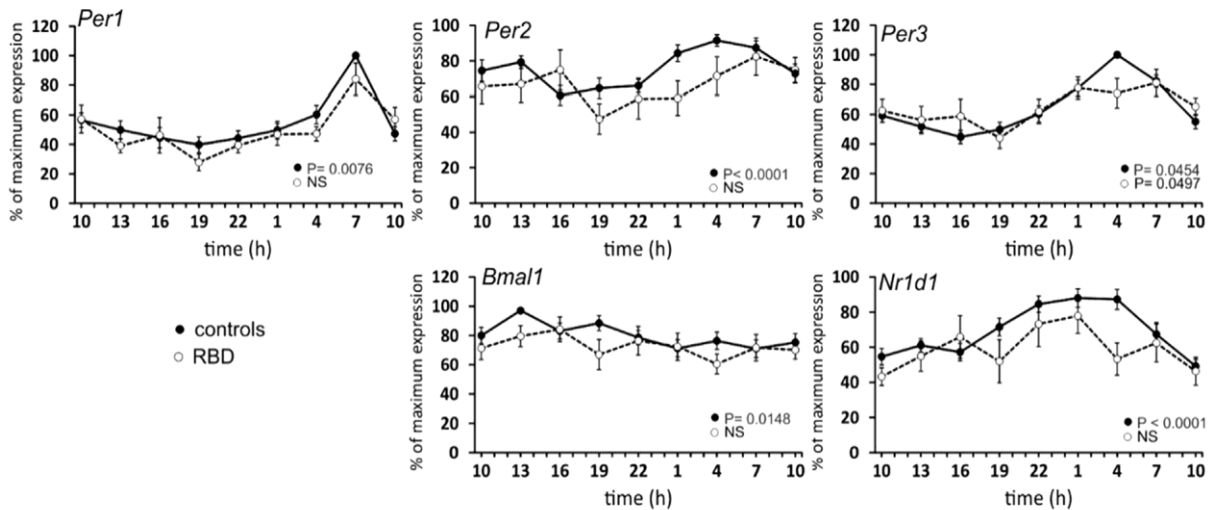 Per1
% of maximum expression
120
100
80
60
40
20
0
P= 0.0076
NS
10 13 16 19 22 1 4 7 10
time (h)
Per2
% of maximum expression
100
80
60
40
20
0
P< 0.0001
NS
10 13 16 19 22 1 4 7 10
time (h)
Per3
% of maximum expression
120
100
80
60
40
20
0
P= 0.0454
P= 0.0497
10 13 16 19 22 1 4 7 10
time (h)
controls
RBD
Bmal1
% of maximum expression
120
100
80
60
40
20
0
P= 0.0148
NS
10 13 16 19 22 1 4 7 10
time (h)
Nr1d1
% of maximum expression
100
80
60
40
20
0
P < 0.0001
NS
10 13 16 19 22 1 4 7 10
time (h)